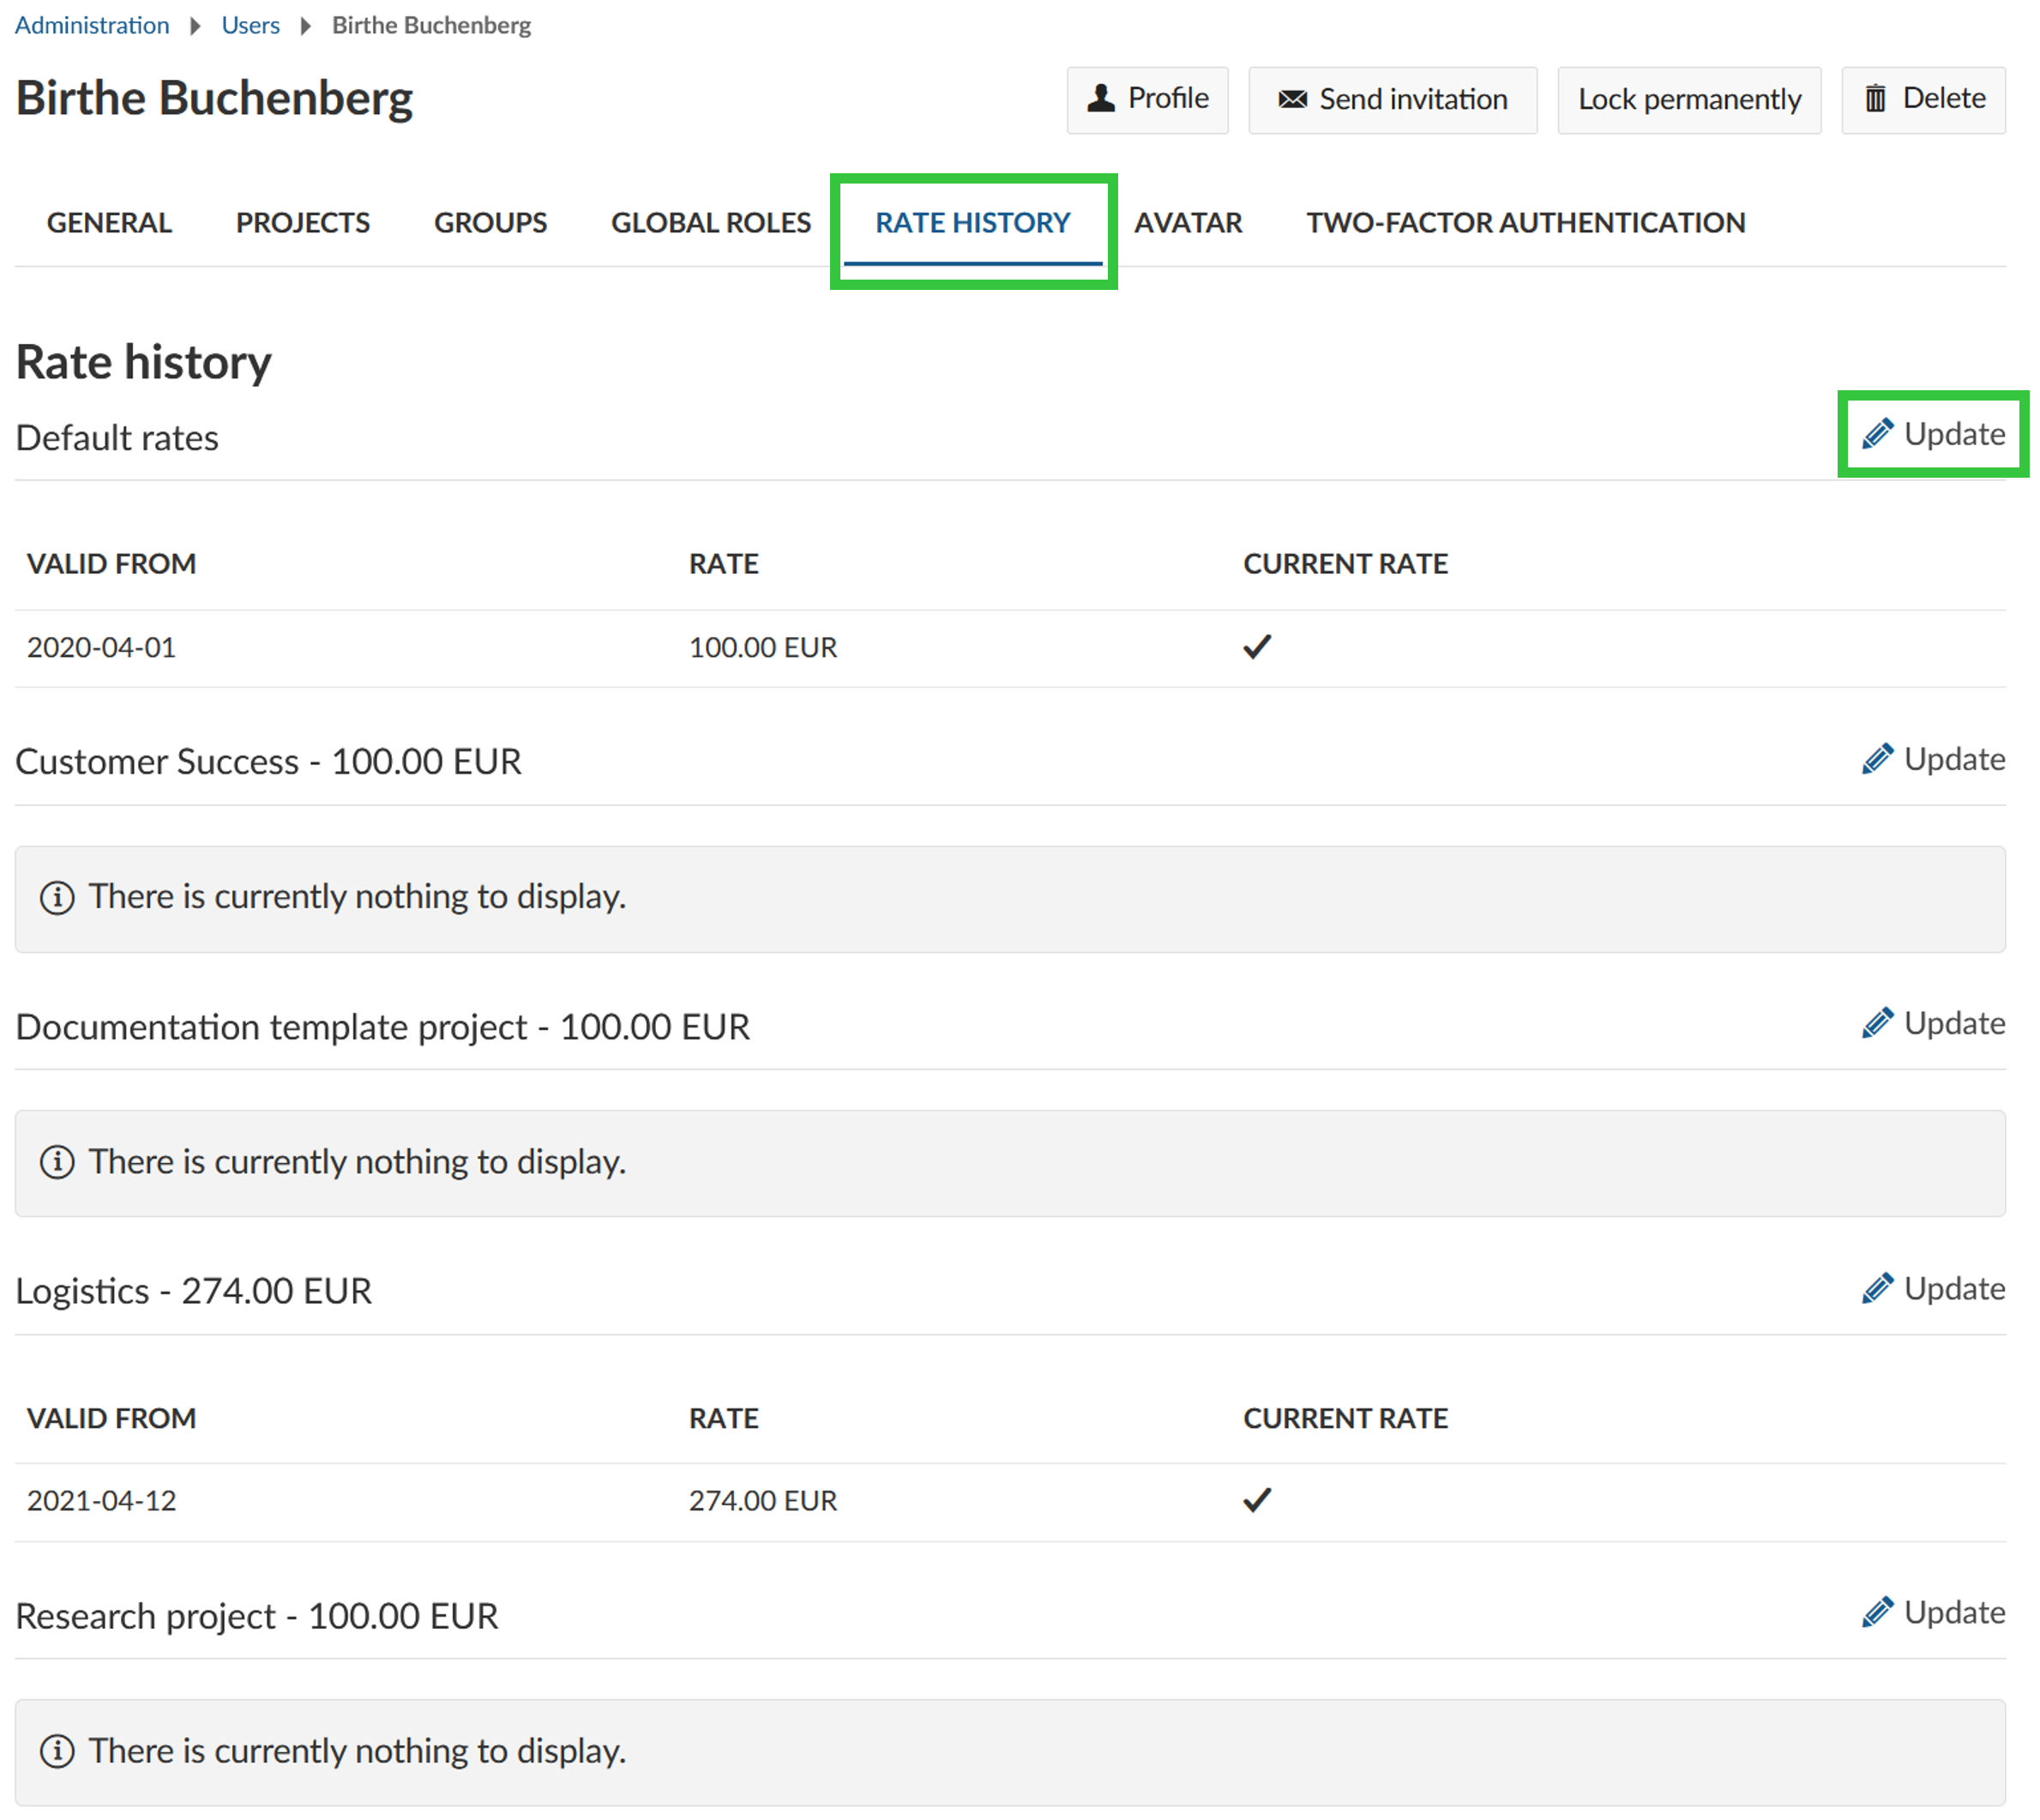 Administration Users Birthe Buchenberg
Birthe Buchenberg
Profile Send invitation Lock permanently Delete
GENERAL PROJECTS GROUPS GLOBAL ROLES RATE HISTORY AVATAR TWO-FACTOR AUTHENTICATION
Rate history
Default rates Update
VALID FROM RATE CURRENT RATE
2020-04-01 100.00 EUR
Customer Success - 100.00 EUR Update
There is currently nothing to display.
Documentation template project - 100.00 EUR Update
There is currently nothing to display.
Logistics - 274.00 EUR Update
VALID FROM RATE CURRENT RATE
2021-04-12 274.00 EUR
Research project - 100.00 EUR Update
There is currently nothing to display.